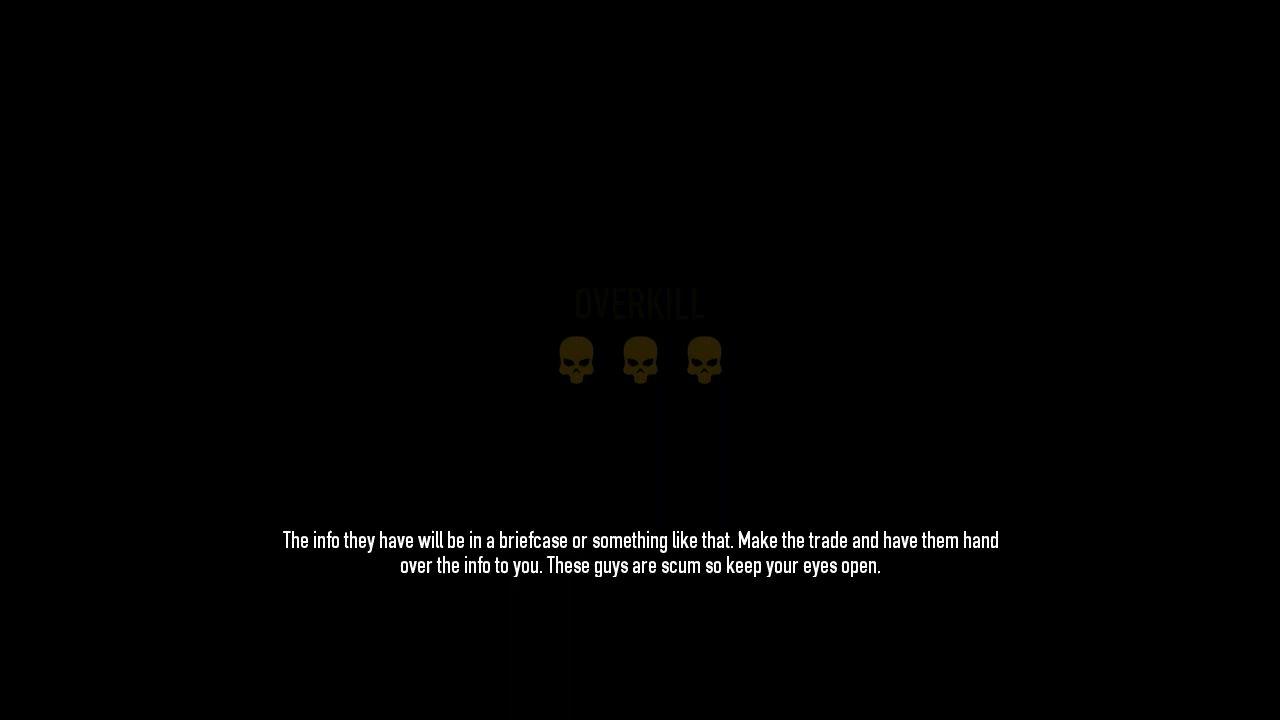 OVERKILL
The info they have will be in a briefcase or something like that. Make the trade and have them hand
over the info to you. These guys are scum so keep your eyes open.